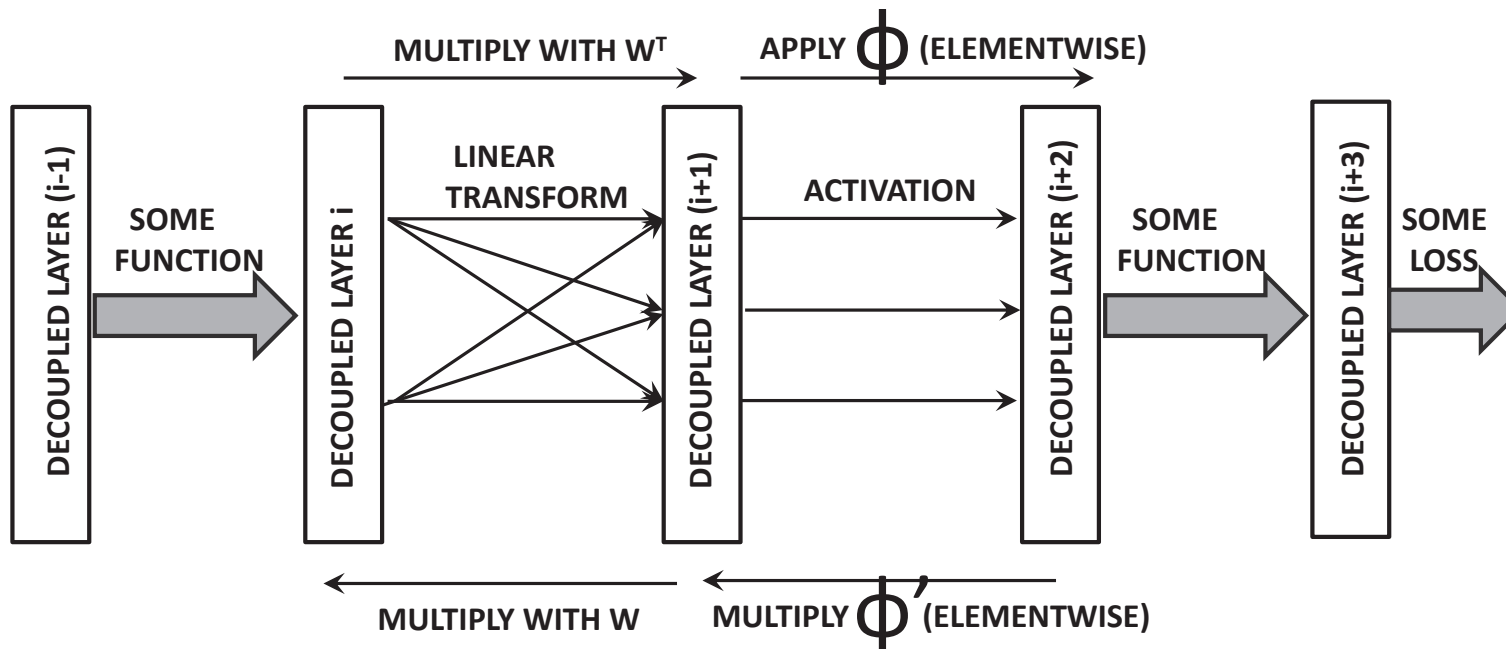 MULTIPLY WITH Wᵀ
APPLY Φ (ELEMENTWISE)
DECOUPLED LAYER (i-1)
SOME
FUNCTION
DECOUPLED LAYER i
LINEAR
TRANSFORM
DECOUPLED LAYER (i+1)
ACTIVATION
DECOUPLED LAYER (i+2)
SOME
FUNCTION
DECOUPLED LAYER (i+3)
SOME
LOSS
MULTIPLY WITH W
MULTIPLY Φ’ (ELEMENTWISE)